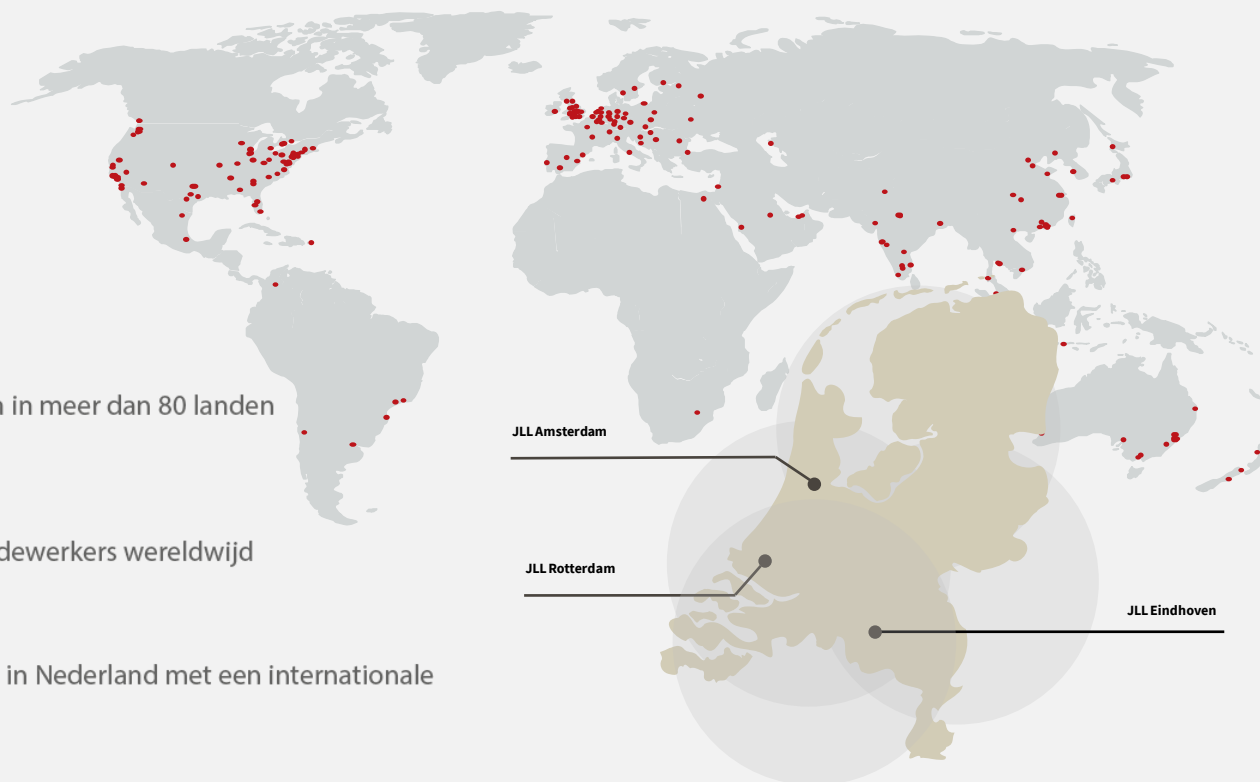 in meer dan 80 landen
JLL Amsterdam
dewerkers wereldwijd
JLL Rotterdam
JLL Eindhoven
in Nederland met een internationale